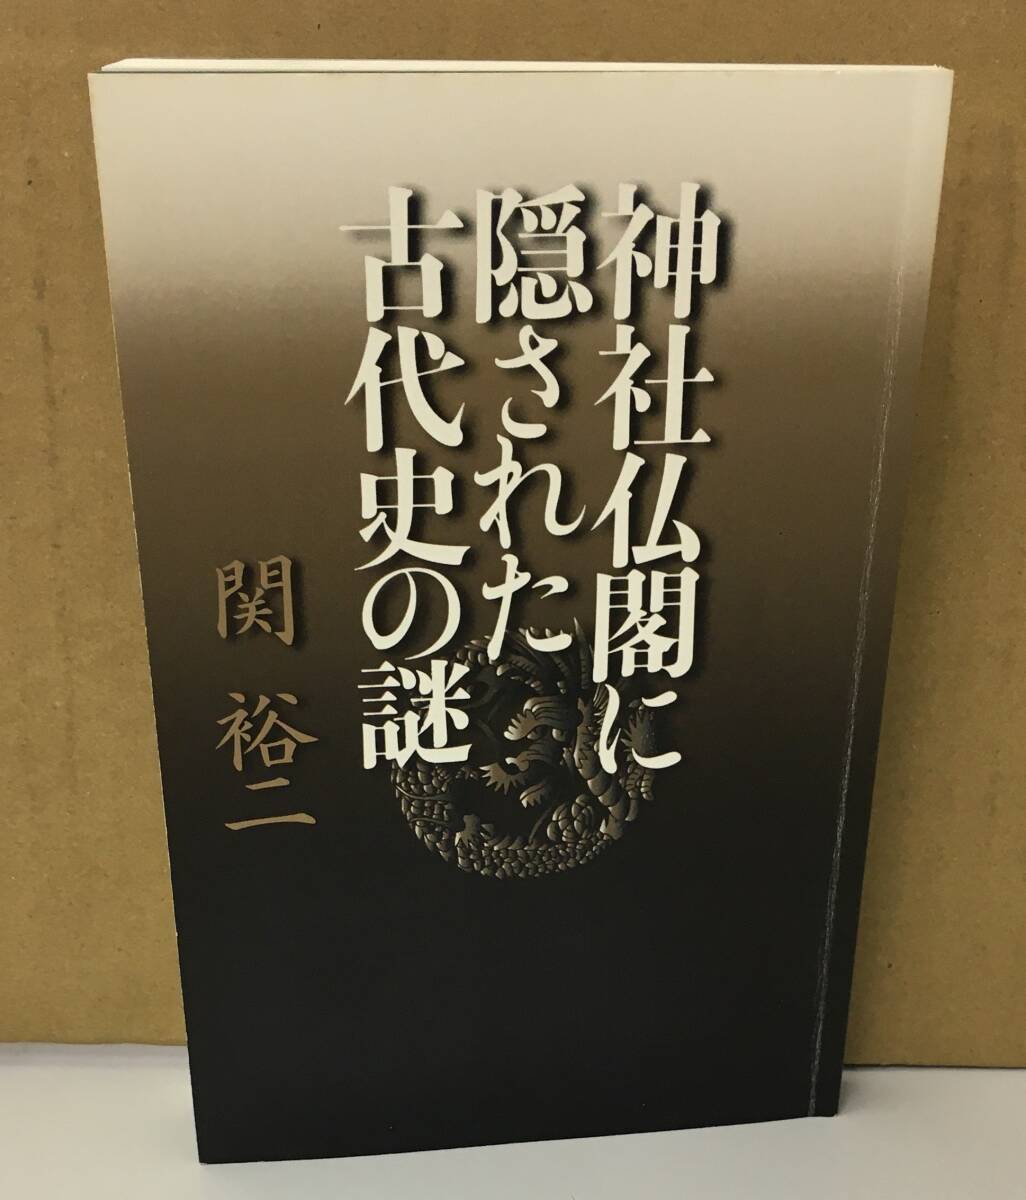 神社仏閣に
隠された
古代史の謎
関裕二